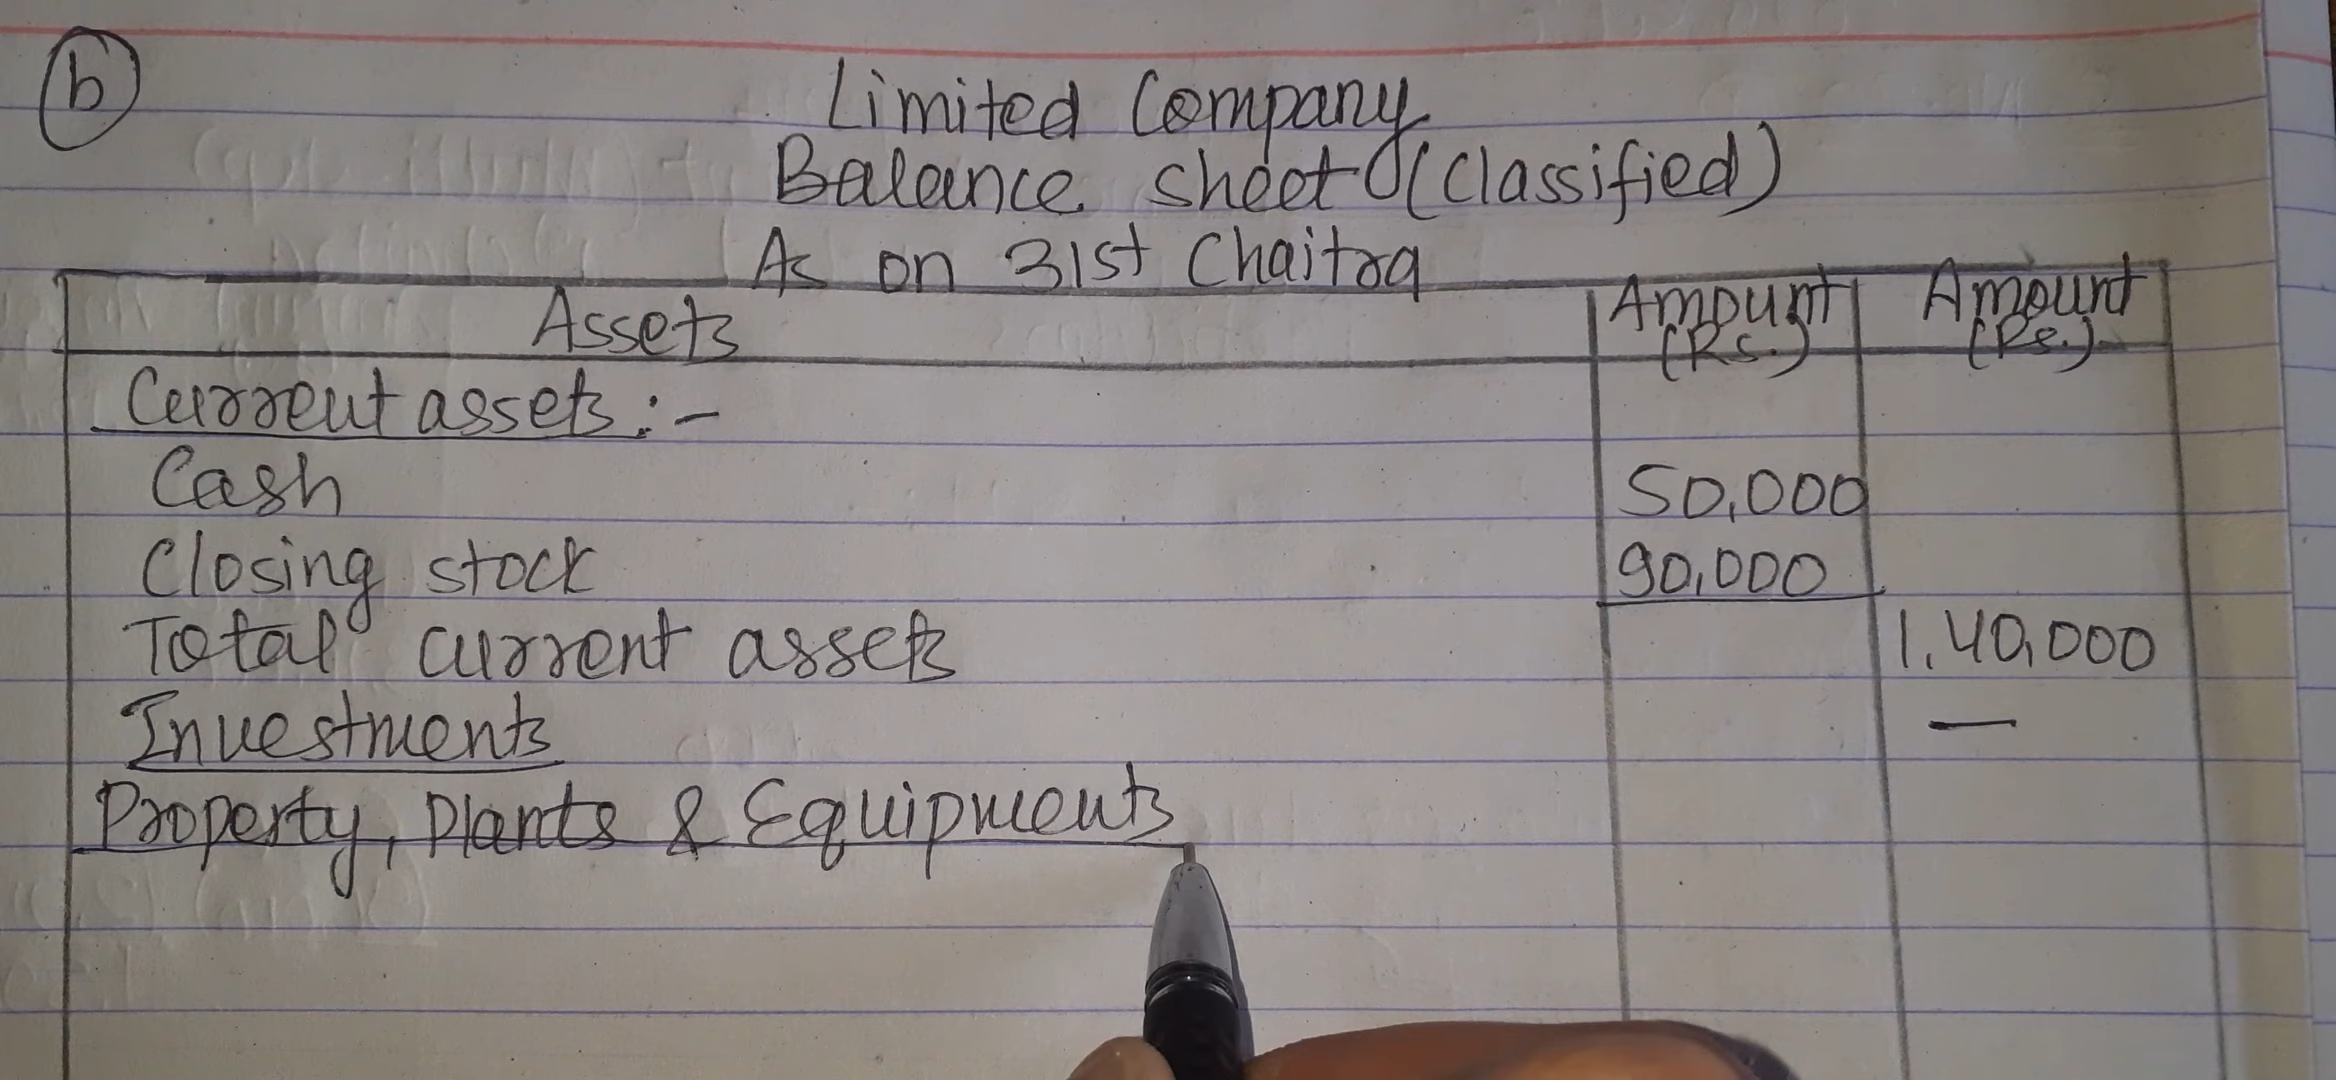 b
Limited Company
Balance sheet (Classified)
As on 31st Chaitra
Assets Amount (Rs.) Amount (Rs.)
Current assets :-
Cash 50,000
Closing stock 90,000
Total current assets 1,40,000
Investments —
Property, Plants & Equipments